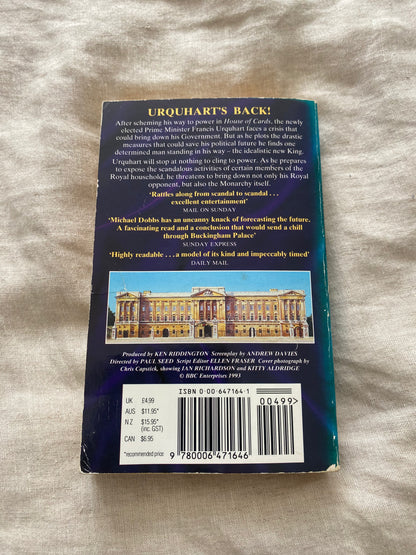 URQUHART'S BACK!
After scheming his way to power in House of Cards, the newly
elected Prime Minister Francis Urquhart faces a crisis that
could bring down his Government. But as he plots the drastic
measures that could save his political future he finds one
determined man standing in his way – the idealistic new King.
Urquhart will stop at nothing to cling to power. As he prepares
to expose the scandalous activities of certain members of the
Royal household, he threatens to bring down not only his Royal
opponent, but also the Monarchy itself.
'Rattles along from scandal to scandal . . .
excellent entertainment'
MAIL ON SUNDAY
'Michael Dobbs has an uncanny knack of forecasting the future.
A fascinating read and a conclusion that would send a chill
through Buckingham Palace'
SUNDAY EXPRESS
'Highly readable . . . a model of its kind and impeccably timed'
DAILY MAIL
Produced by KEN RIDDINGTON Screenplay by ANDREW DAVIES
Directed by PAUL SEED Script Editor ELLEN FRASER Cover photograph by
Chris Capstick, showing IAN RICHARDSON and KITTY ALDRIDGE
© BBC Enterprises 1993
UK £4.99
AUS $11.95*
N.Z $15.95*
(inc. GST)
CAN $6.95
*recommended price
ISBN 0-00-647164-1
00499>
9 780006 471646